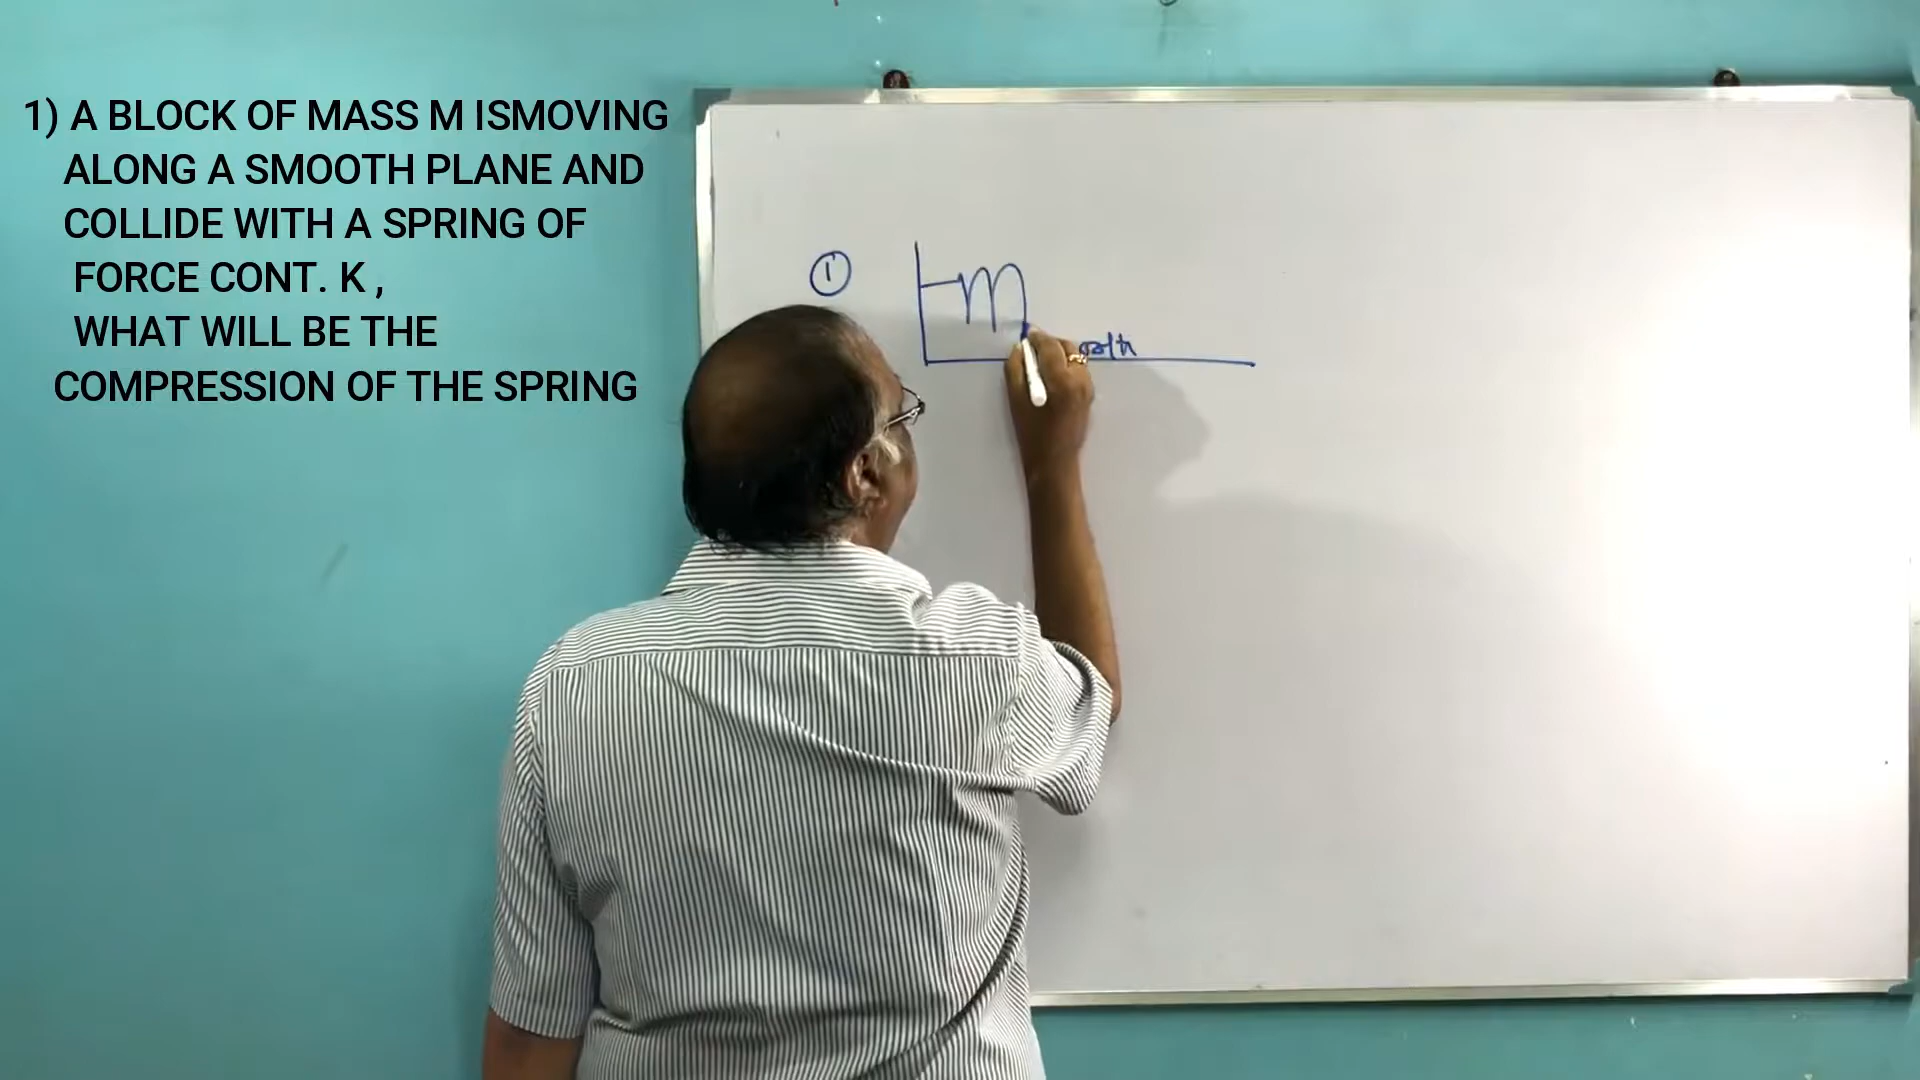 1) A BLOCK OF MASS M ISMOVING
ALONG A SMOOTH PLANE AND
COLLIDE WITH A SPRING OF
FORCE CONT. K ,
WHAT WILL BE THE
COMPRESSION OF THE SPRING
1